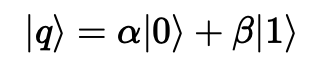 |q⟩ = α|0⟩ + β|1⟩